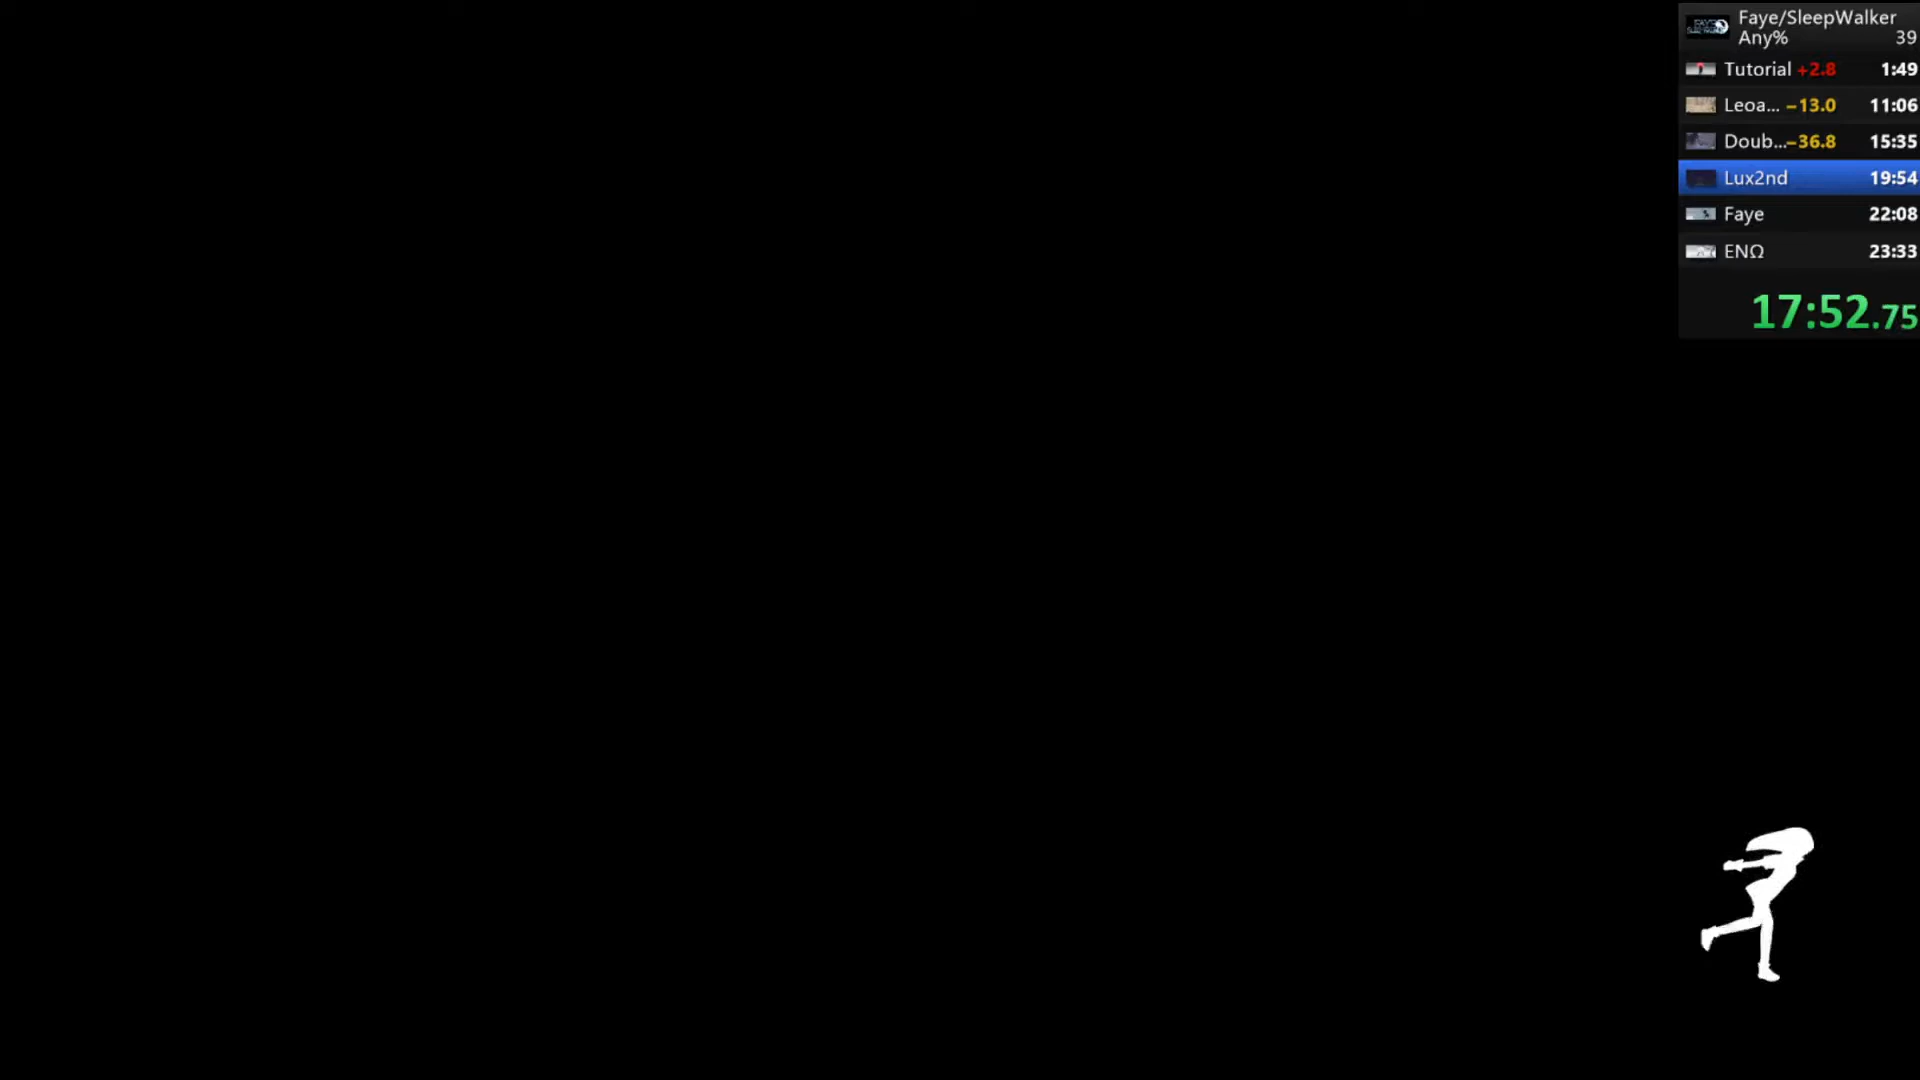 Faye/SleepWalker
Any% 39
Tutorial +2.8 1:49
Leoa... −13.0 11:06
Doub...−36.8 15:35
Lux2nd 19:54
Faye 22:08
ENΩ 23:33
17:52.75